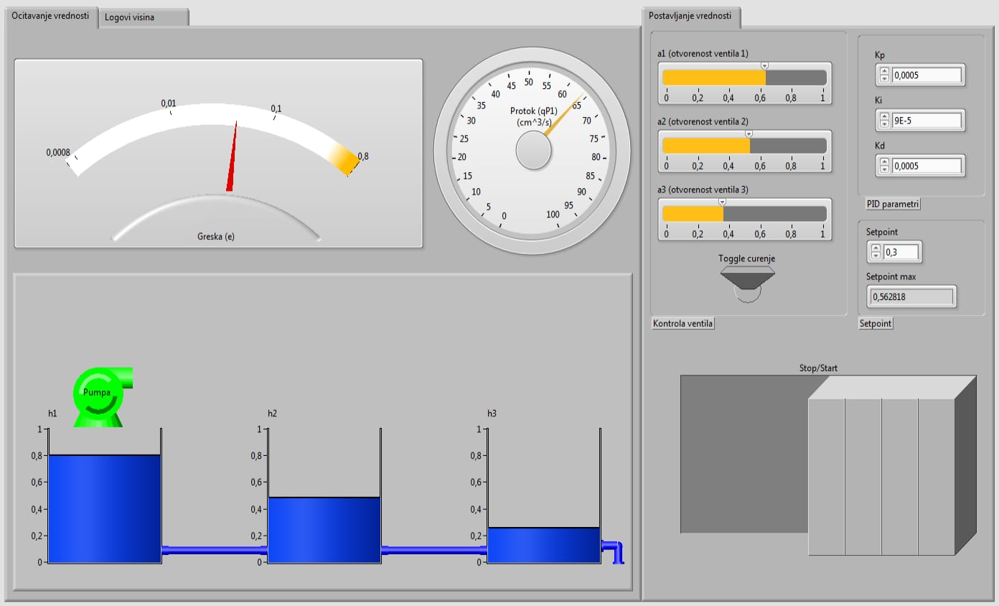 Ocitavanje vrednosti
Logovi visina
0,0008
0,01
0,1
0,8
Greska (e)
0
5
10
15
20
25
30
35
40
45
50
55
60
65
70
75
80
85
90
95
100
Protok (qP1)
(cm^3/s)
Pumpa
h1
1
0,8
0,6
0,4
0,2
0
h2
1
0,8
0,6
0,4
0,2
0
h3
1
0,8
0,6
0,4
0,2
0
Postavljanje vrednosti
a1 (otvorenost ventila 1)
0 0,2 0,4 0,6 0,8 1
a2 (otvorenost ventila 2)
0 0,2 0,4 0,6 0,8 1
a3 (otvorenost ventila 3)
0 0,2 0,4 0,6 0,8 1
Toggle curenje
Kontrola ventila
Kp
0,0005
Ki
9E-5
Kd
0,0005
PID parametri
Setpoint
0,3
Setpoint max
0,562818
Setpoint
Stop/Start